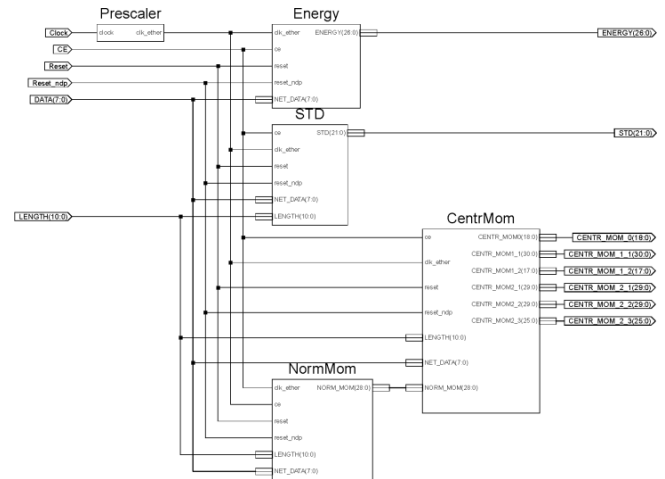 Prescaler
Energy
Clock
clock clk_ether
clk_ether ENERGY(26:0)
ENERGY(26:0)
CE
ce
Reset
reset
Reset_ndp
reset_ndp
DATA(7:0)
NET_DATA(7:0)
STD
ce STD(21:0)
STD(21:0)
clk_ether
reset
reset_ndp
NET_DATA(7:0)
LENGTH(10:0)
LENGTH(10:0)
CentrMom
ce CENTR_MOM0(18:0)
CENTR_MOM_0(18:0)
CENTR_MOM1_1(30:0)
CENTR_MOM_1_1(30:0)
clk_ether
CENTR_MOM1_2(17:0)
CENTR_MOM_1_2(17:0)
reset
CENTR_MOM2_1(29:0)
CENTR_MOM_2_1(29:0)
CENTR_MOM2_2(29:0)
CENTR_MOM_2_2(29:0)
reset_ndp
CENTR_MOM2_3(25:0)
CENTR_MOM_2_3(25:0)
LENGTH(10:0)
NET_DATA(7:0)
NORM_MOM(28:0)
NormMom
clk_ether NORM_MOM(28:0)
ce
reset
reset_ndp
LENGTH(10:0)
NET_DATA(7:0)